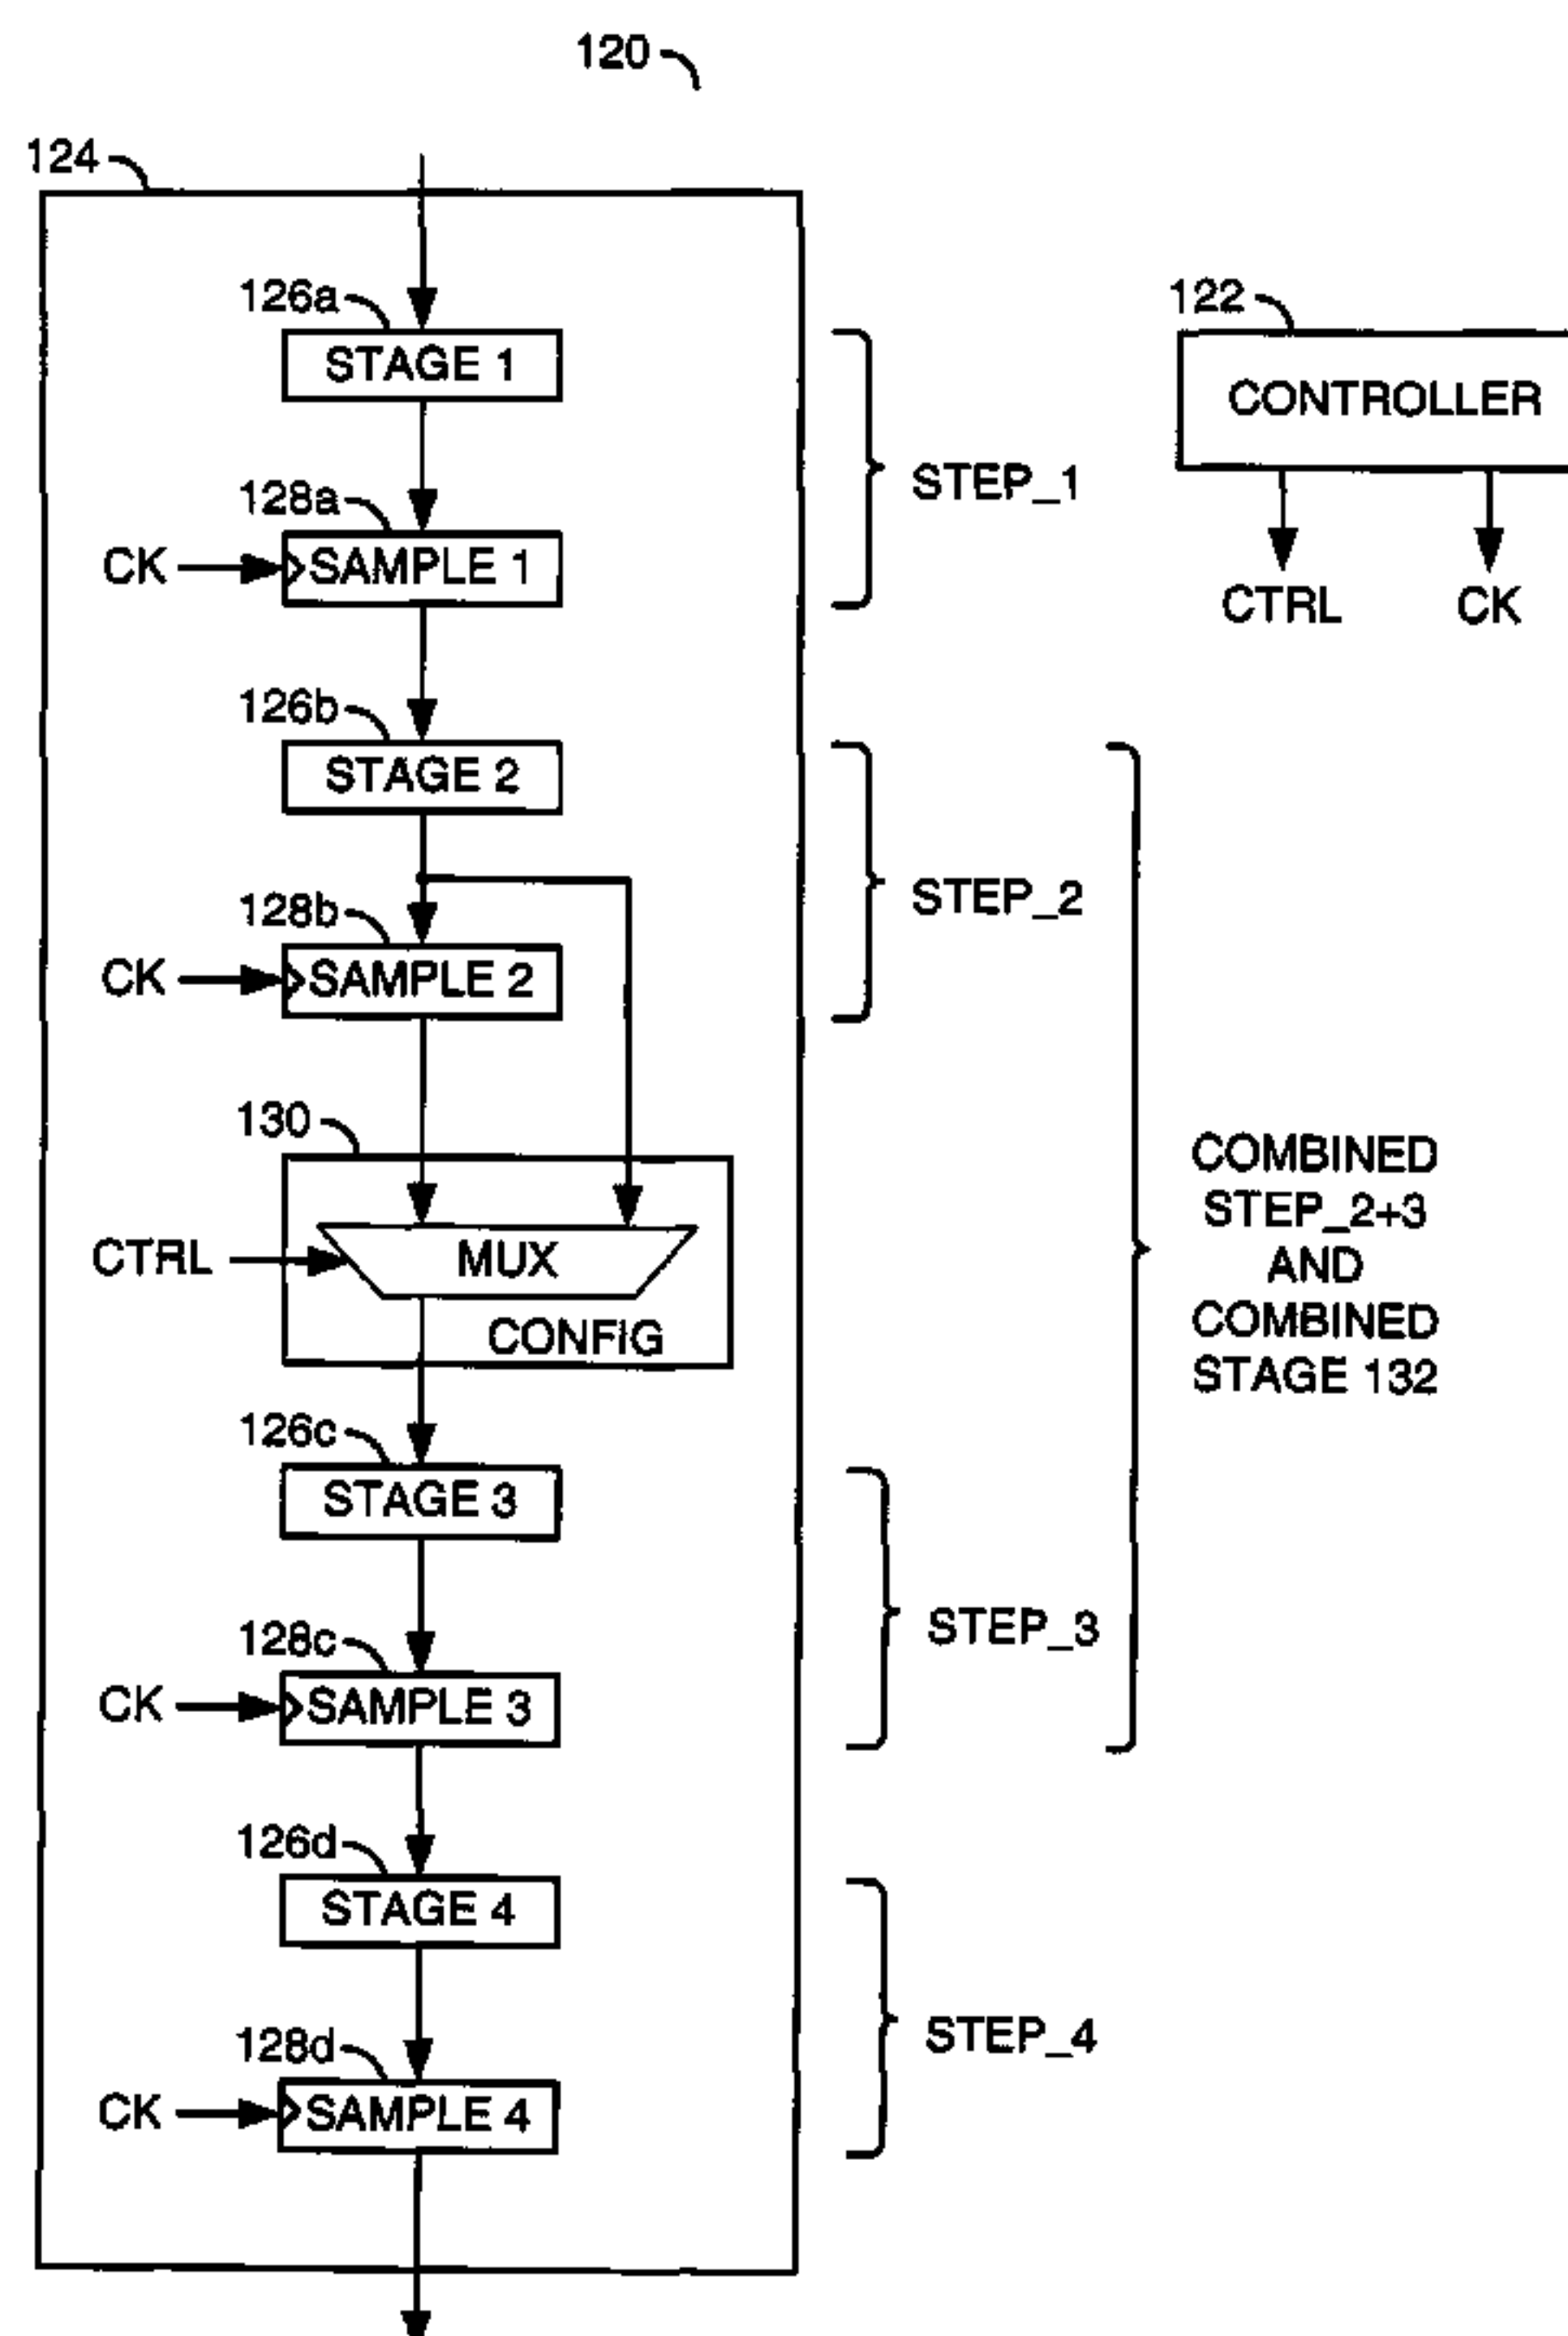 120
124
126a
STAGE 1
128a
CK
SAMPLE 1
STEP_1
122
CONTROLLER
CTRL
CK
126b
STAGE 2
128b
CK
SAMPLE 2
STEP_2
130
CTRL
MUX
CONFIG
COMBINED
STEP_2+3
AND
COMBINED
STAGE 132
126c
STAGE 3
128c
CK
SAMPLE 3
STEP_3
126d
STAGE 4
128d
CK
SAMPLE 4
STEP_4